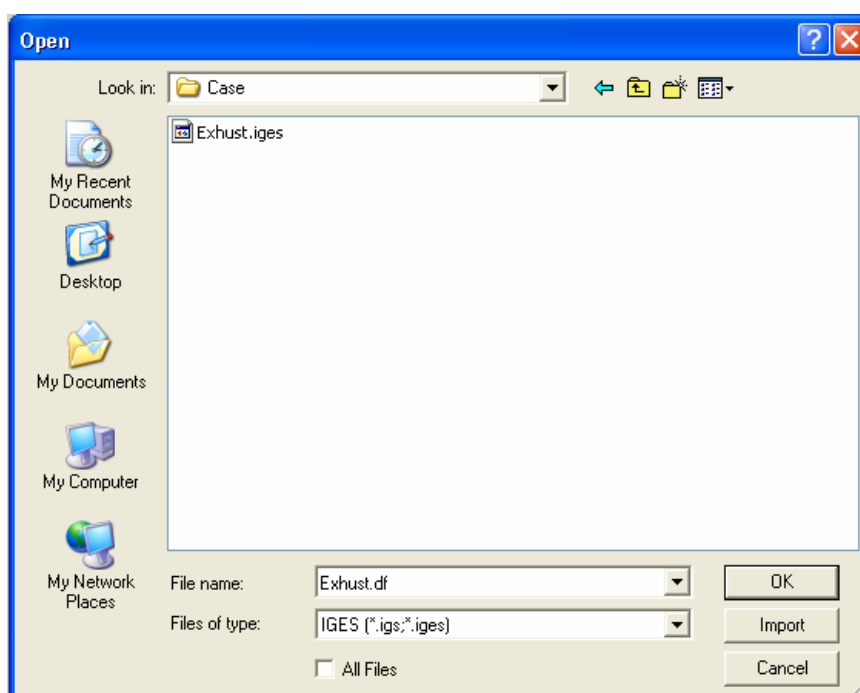 Open
Look in:
Case
Exhust.iges
My Recent
Documents
Desktop
My Documents
My Computer
My Network
Places
File name:
Exhust.df
OK
Files of type:
IGES (*.igs;*.iges)
Import
All Files
Cancel